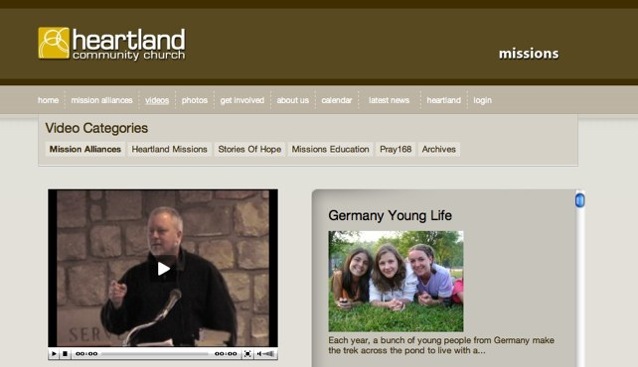 heartland
community church
missions
home mission alliances videos photos get involved about us calendar latest news heartland login
Video Categories
Mission Alliances Heartland Missions Stories Of Hope Missions Education Pray168 Archives
Germany Young Life
SERVE
Each year, a bunch of young people from Germany make
the trek across the pond to live with a...
00:00 00:00